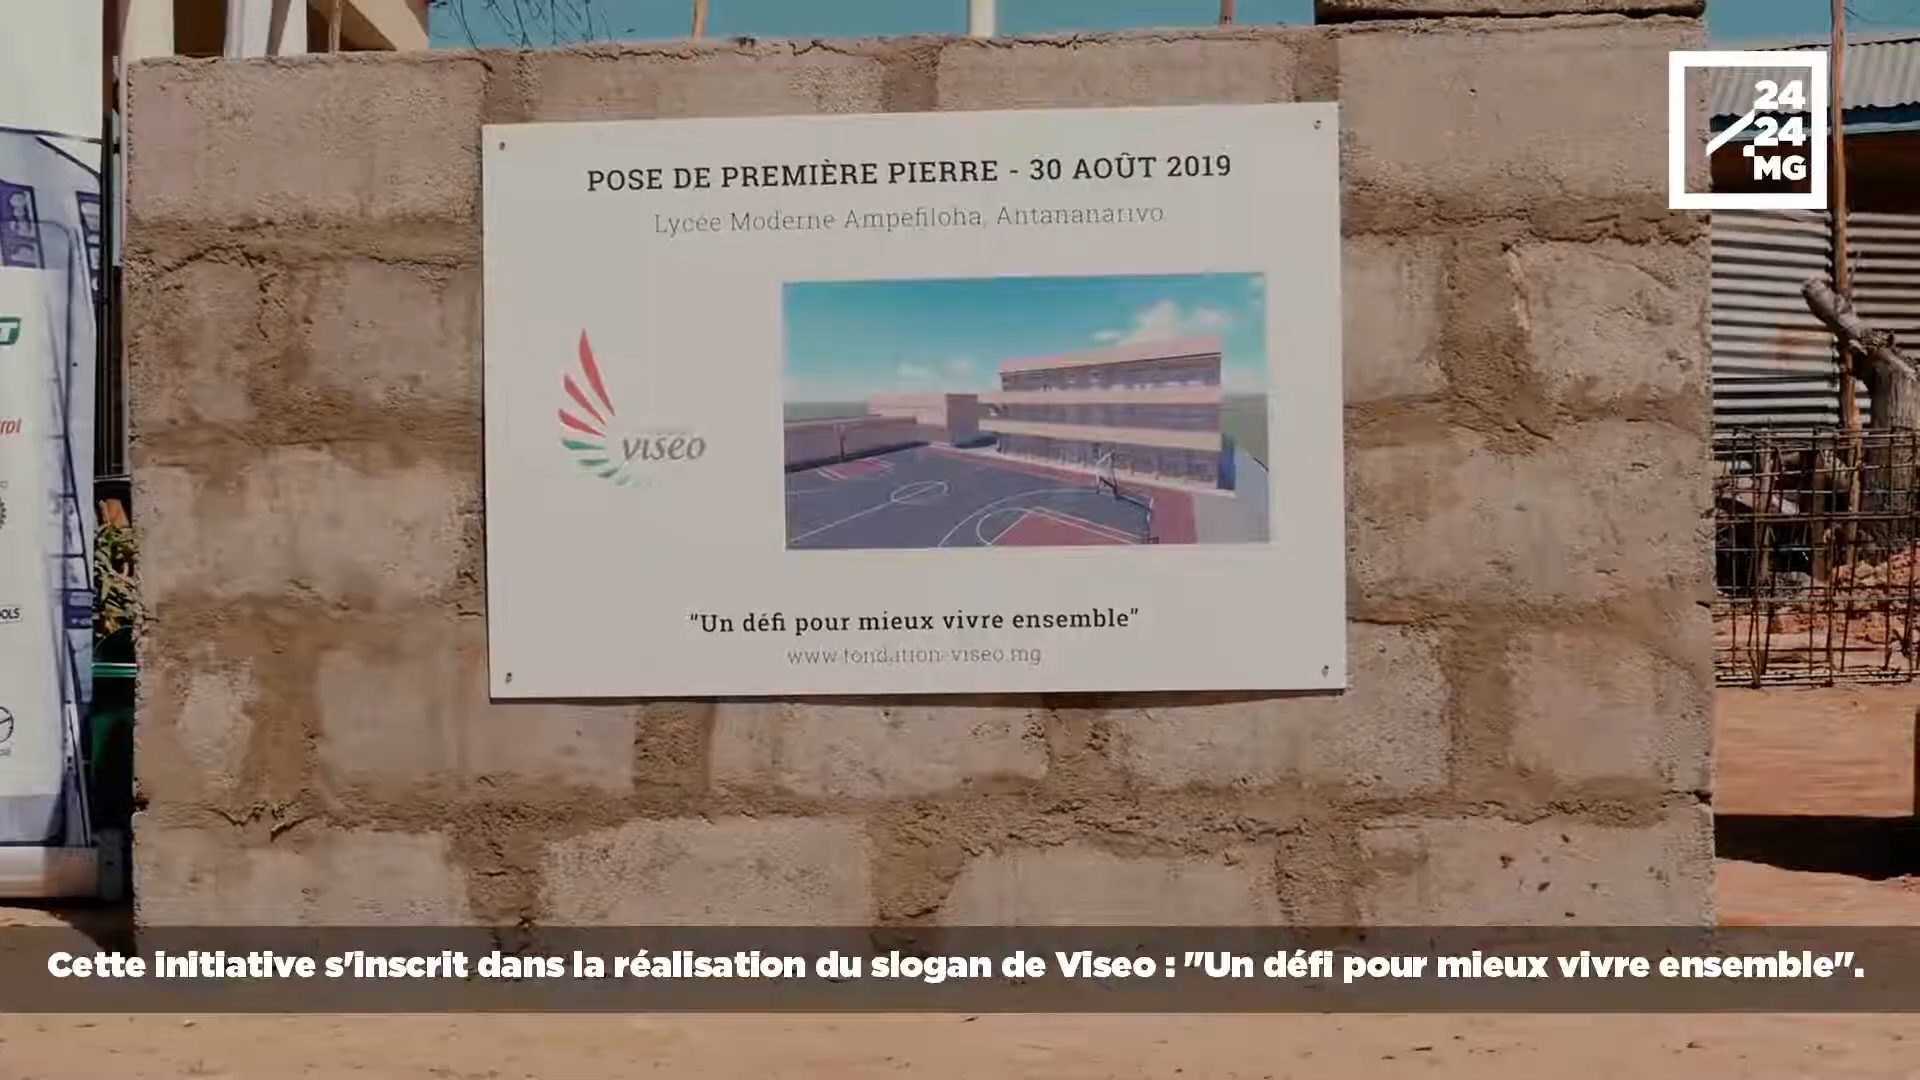 24
24
MG
POSE DE PREMIÈRE PIERRE - 30 AOÛT 2019
Lycée Moderne Ampefiloha, Antananarivo
viseo
"Un défi pour mieux vivre ensemble"
www.fondation-viseo.mg
Cette initiative s'inscrit dans la réalisation du slogan de Viseo : "Un défi pour mieux vivre ensemble".